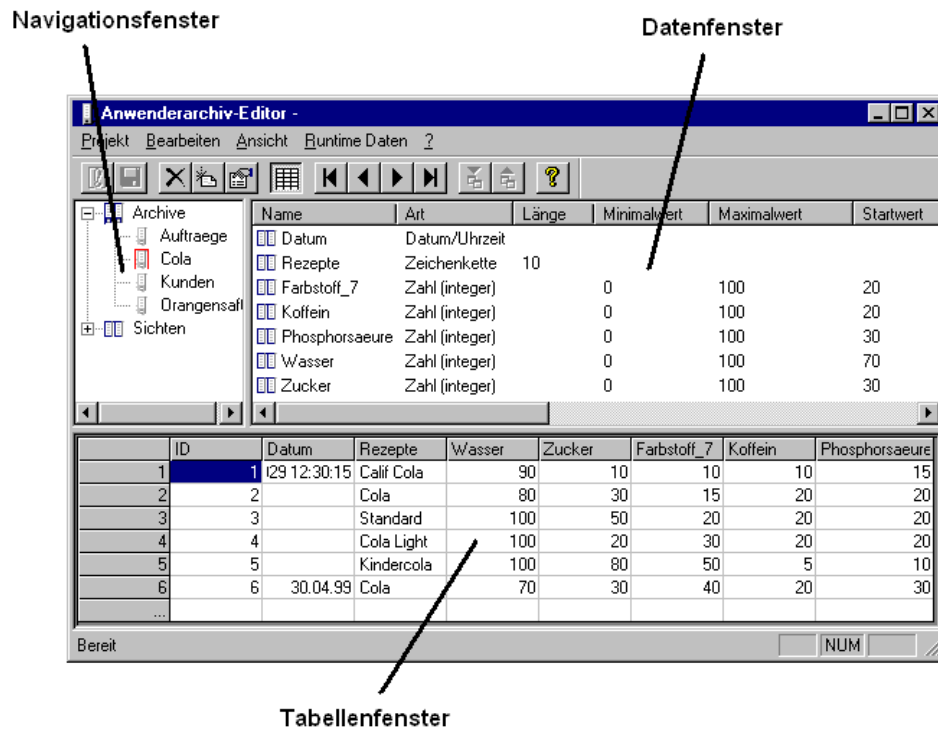 Navigationsfenster
Datenfenster
Anwenderarchiv-Editor -
Projekt Bearbeiten Ansicht Runtime Daten ?
Archive
Auftraege
Cola
Kunden
Orangensaft
Sichten
Name Art Länge Minimalwert Maximalwert Startwert
Datum Datum/Uhrzeit
Rezepte Zeichenkette 10
Farbstoff_7 Zahl (integer) 0 100 20
Koffein Zahl (integer) 0 100 20
Phosphorsaeure Zahl (integer) 0 100 30
Wasser Zahl (integer) 0 100 70
Zucker Zahl (integer) 0 100 30
ID Datum Rezepte Wasser Zucker Farbstoff_7 Koffein Phosphorsaeure
1 1 29 12:30:15 Calif Cola 90 10 10 10 15
2 2 Cola 80 30 15 20 20
3 3 Standard 100 50 20 20 20
4 4 Cola Light 100 20 30 20 20
5 5 Kindercola 100 80 50 5 10
6 6 30.04.99 Cola 70 30 40 20 30
...
Bereit NUM
Tabellenfenster